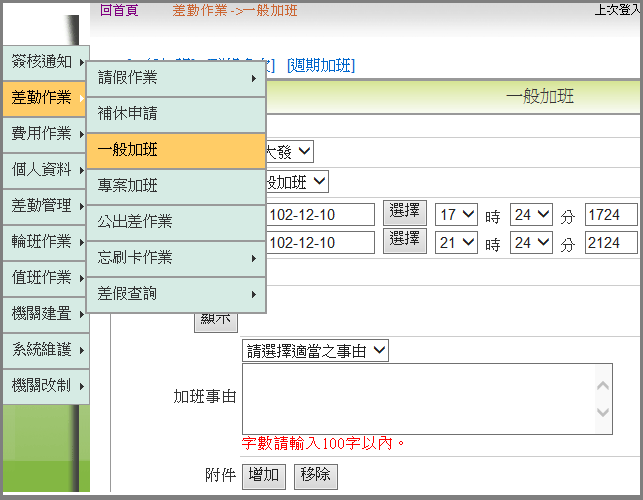 回首頁 差勤作業 ->一般加班 上次登入
簽核通知
差勤作業
費用作業
個人資料
差勤管理
輪班作業
值班作業
機關建置
系統維護
機關改制
請假作業
補休申請
一般加班
專案加班
公出差作業
忘刷卡作業
差假查詢
[週期加班]
一般加班
大發
加班
102-12-10 選擇 17 時 24 分 1724
102-12-10 選擇 21 時 24 分 2124
顯示
請選擇適當之事由
加班事由
字數請輸入100字以內。
附件 增加 移除